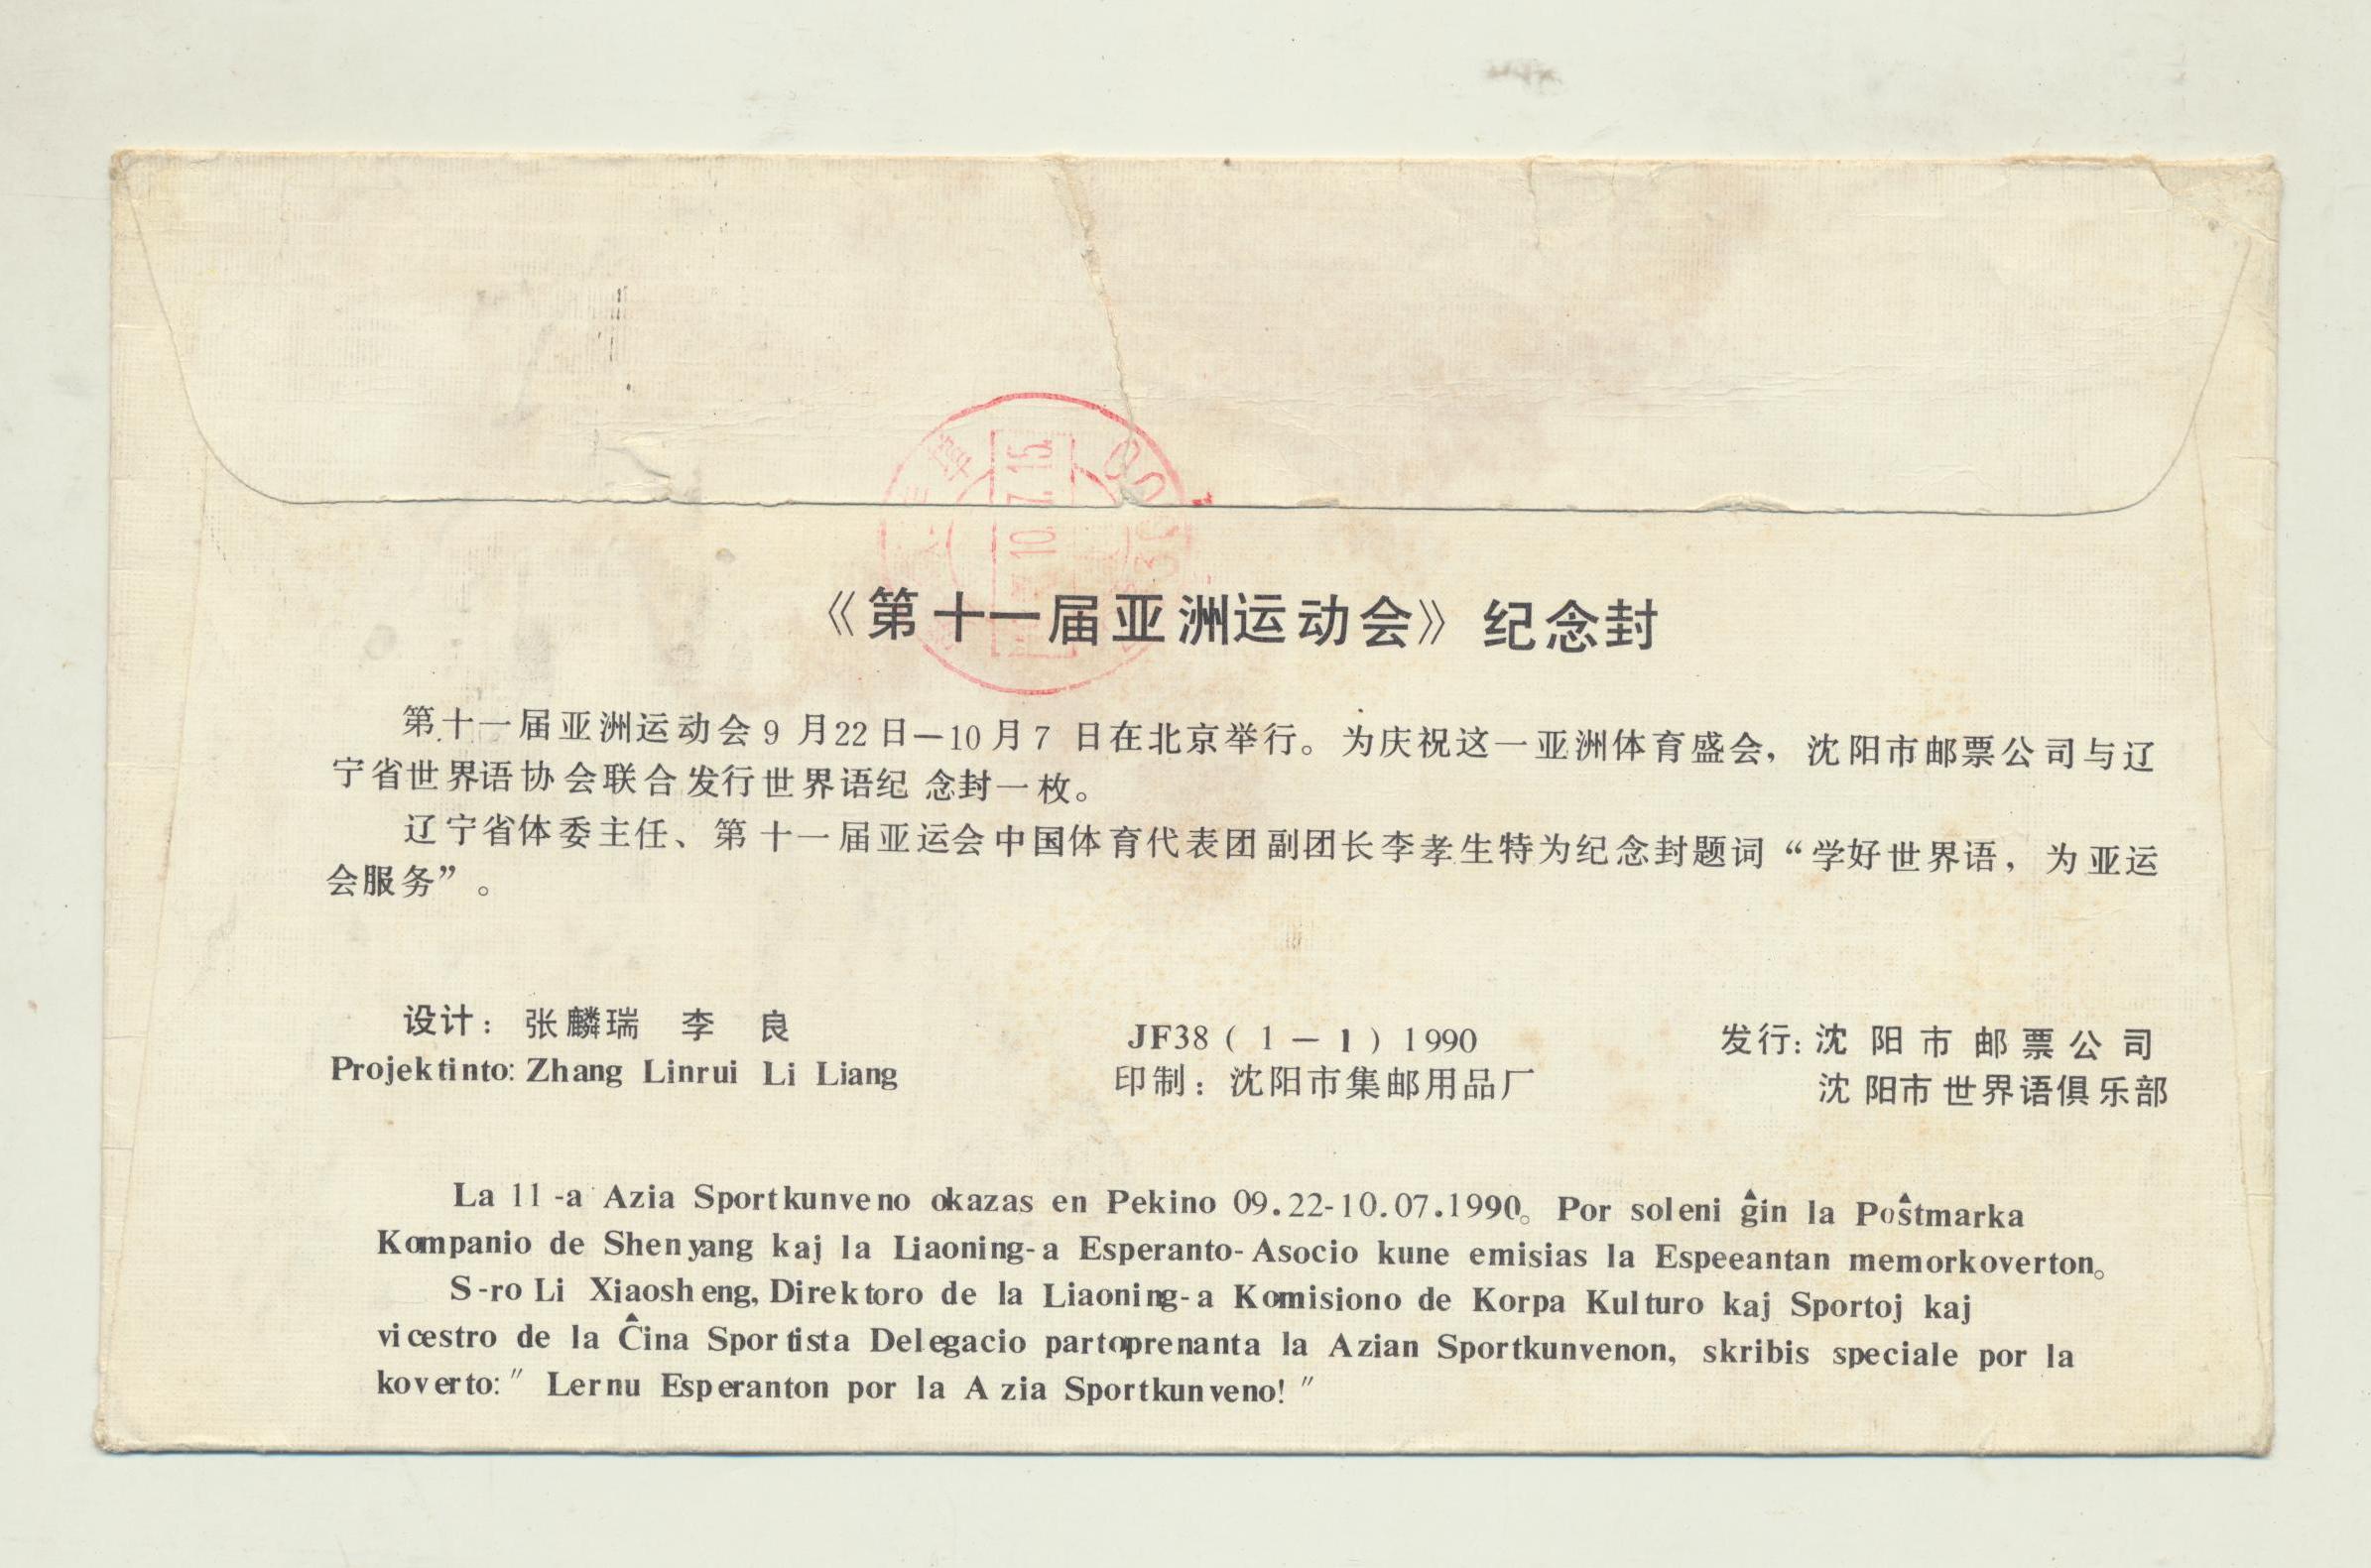 《第十一届亚洲运动会》纪念封
第十一届亚洲运动会9月22日—10月7日在北京举行。为庆祝这一亚洲体育盛会,沈阳市邮票公司与辽
宁省世界语协会联合发行世界语纪念封一枚。
辽宁省体委主任、第十一届亚运会中国体育代表团副团长李孝生特为纪念封题词“学好世界语,为亚运
会服务”。
设计:张麟瑞 李 良
Projektinto: Zhang Linrui Li Liang
JF38(1—1)1990
印制:沈阳市集邮用品厂
发行:沈阳市邮票公司
沈阳市世界语俱乐部
La 11-a Azia Sportkunveno okazas en Pekino 09.22-10.07.1990。Por soleni ĝin la Poŝtmarka
Kompanio de Shenyang kaj la Liaoning-a Esperanto-Asocio kune emisias la Espeeantan memorkoverton。
S-ro Li Xiaosheng, Direktoro de la Liaoning-a Komisiono de Korpa Kulturo kaj Sportoj kaj
vicestro de la Ĉina Sportista Delegacio partoprenanta la Azian Sportkunvenon, skribis speciale por la
koverto:″Lernu Esperanton por la Azia Sportkunveno!″